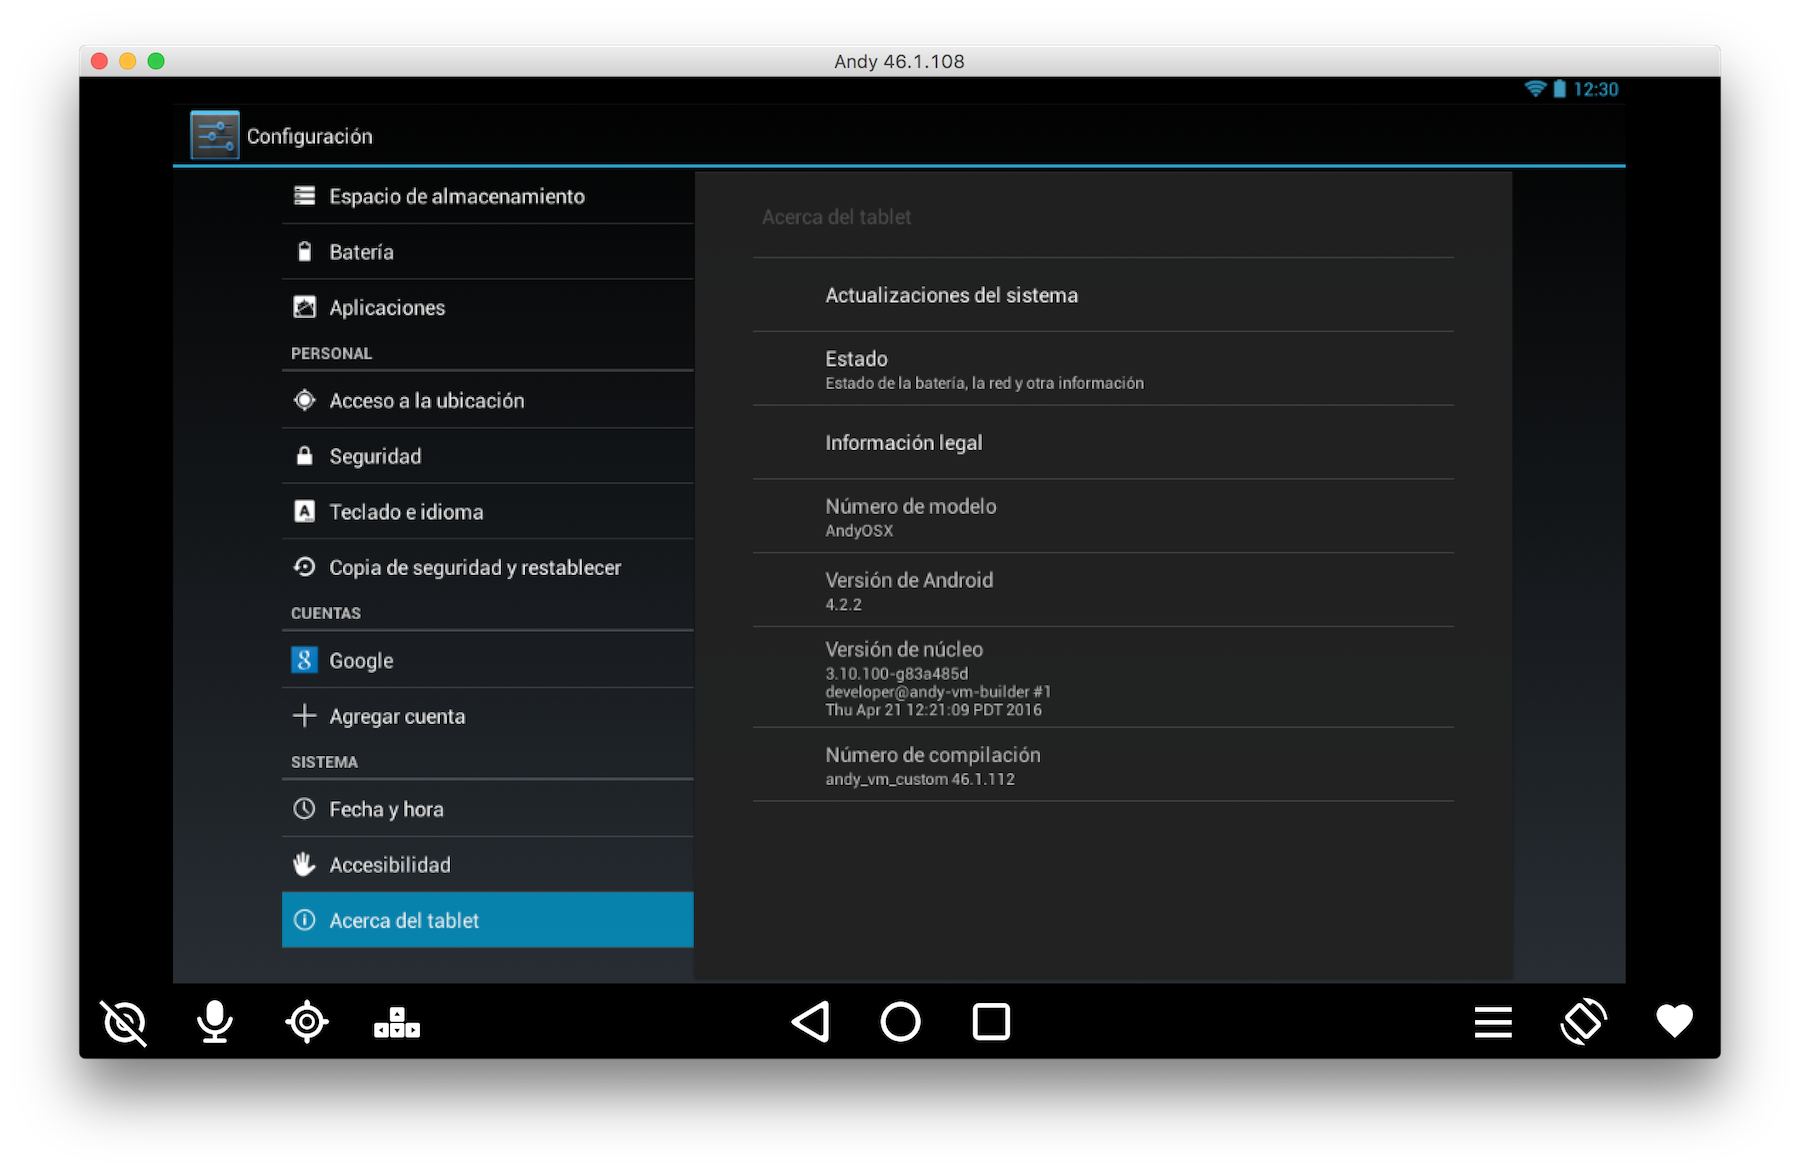 Andy 46.1.108
12:30
Configuración
Espacio de almacenamiento
Batería
Aplicaciones
PERSONAL
Acceso a la ubicación
Seguridad
A
Teclado e idioma
Copia de seguridad y restablecer
CUENTAS
8
Google
Agregar cuenta
SISTEMA
Fecha y hora
Accesibilidad
Acerca del tablet
Acerca del tablet
Actualizaciones del sistema
Estado
Estado de la batería, la red y otra información
Información legal
Número de modelo
AndyOSX
Versión de Android
4.2.2
Versión de núcleo
3.10.100-g83a485d
developer@andy-vm-builder #1
Thu Apr 21 12:21:09 PDT 2016
Número de compilación
andy_vm_custom 46.1.112